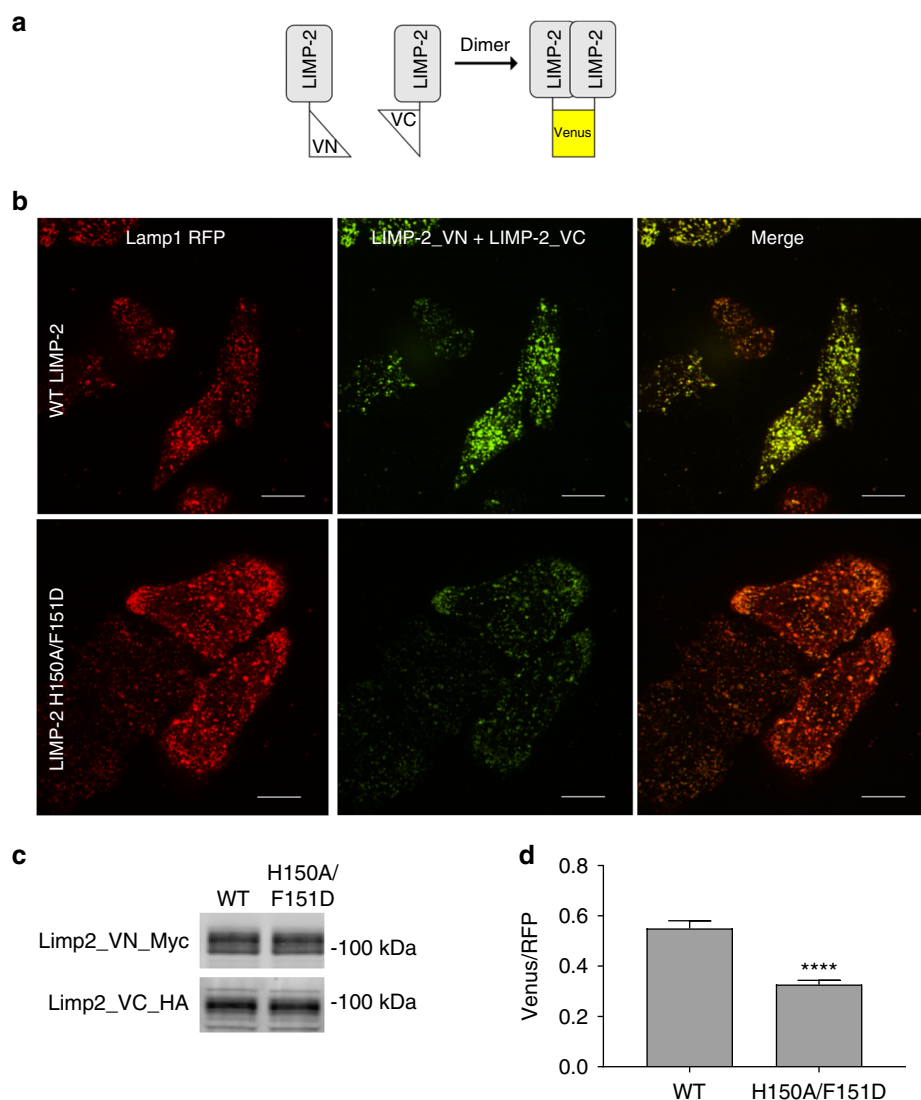 a
LIMP-2
LIMP-2
Dimer
LIMP-2
LIMP-2
VN
VC
Venus
b
Lamp1 RFP
LIMP-2_VN + LIMP-2_VC
Merge
WT LIMP-2
LIMP-2 H150A/F151D
c
WT
H150A/
F151D
Limp2_VN_Myc
-100 kDa
Limp2_VC_HA
-100 kDa
d
Venus/RFP
0.8
0.6
0.4
0.2
0.0
****
WT
H150A/F151D